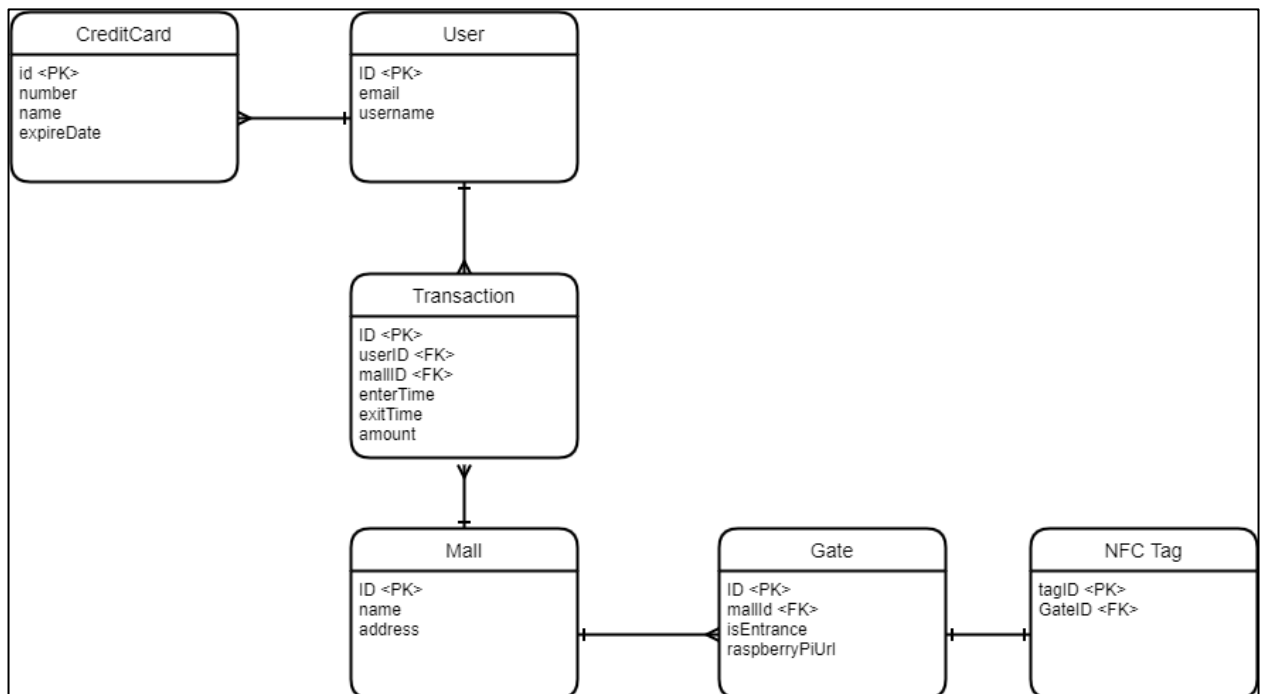 CreditCard
id <PK>
number
name
expireDate
User
ID <PK>
email
username
Transaction
ID <PK>
userID <FK>
mallID <FK>
enterTime
exitTime
amount
Mall
ID <PK>
name
address
Gate
ID <PK>
mallId <FK>
isEntrance
raspberryPiUrl
NFC Tag
tagID <PK>
GateID <FK>